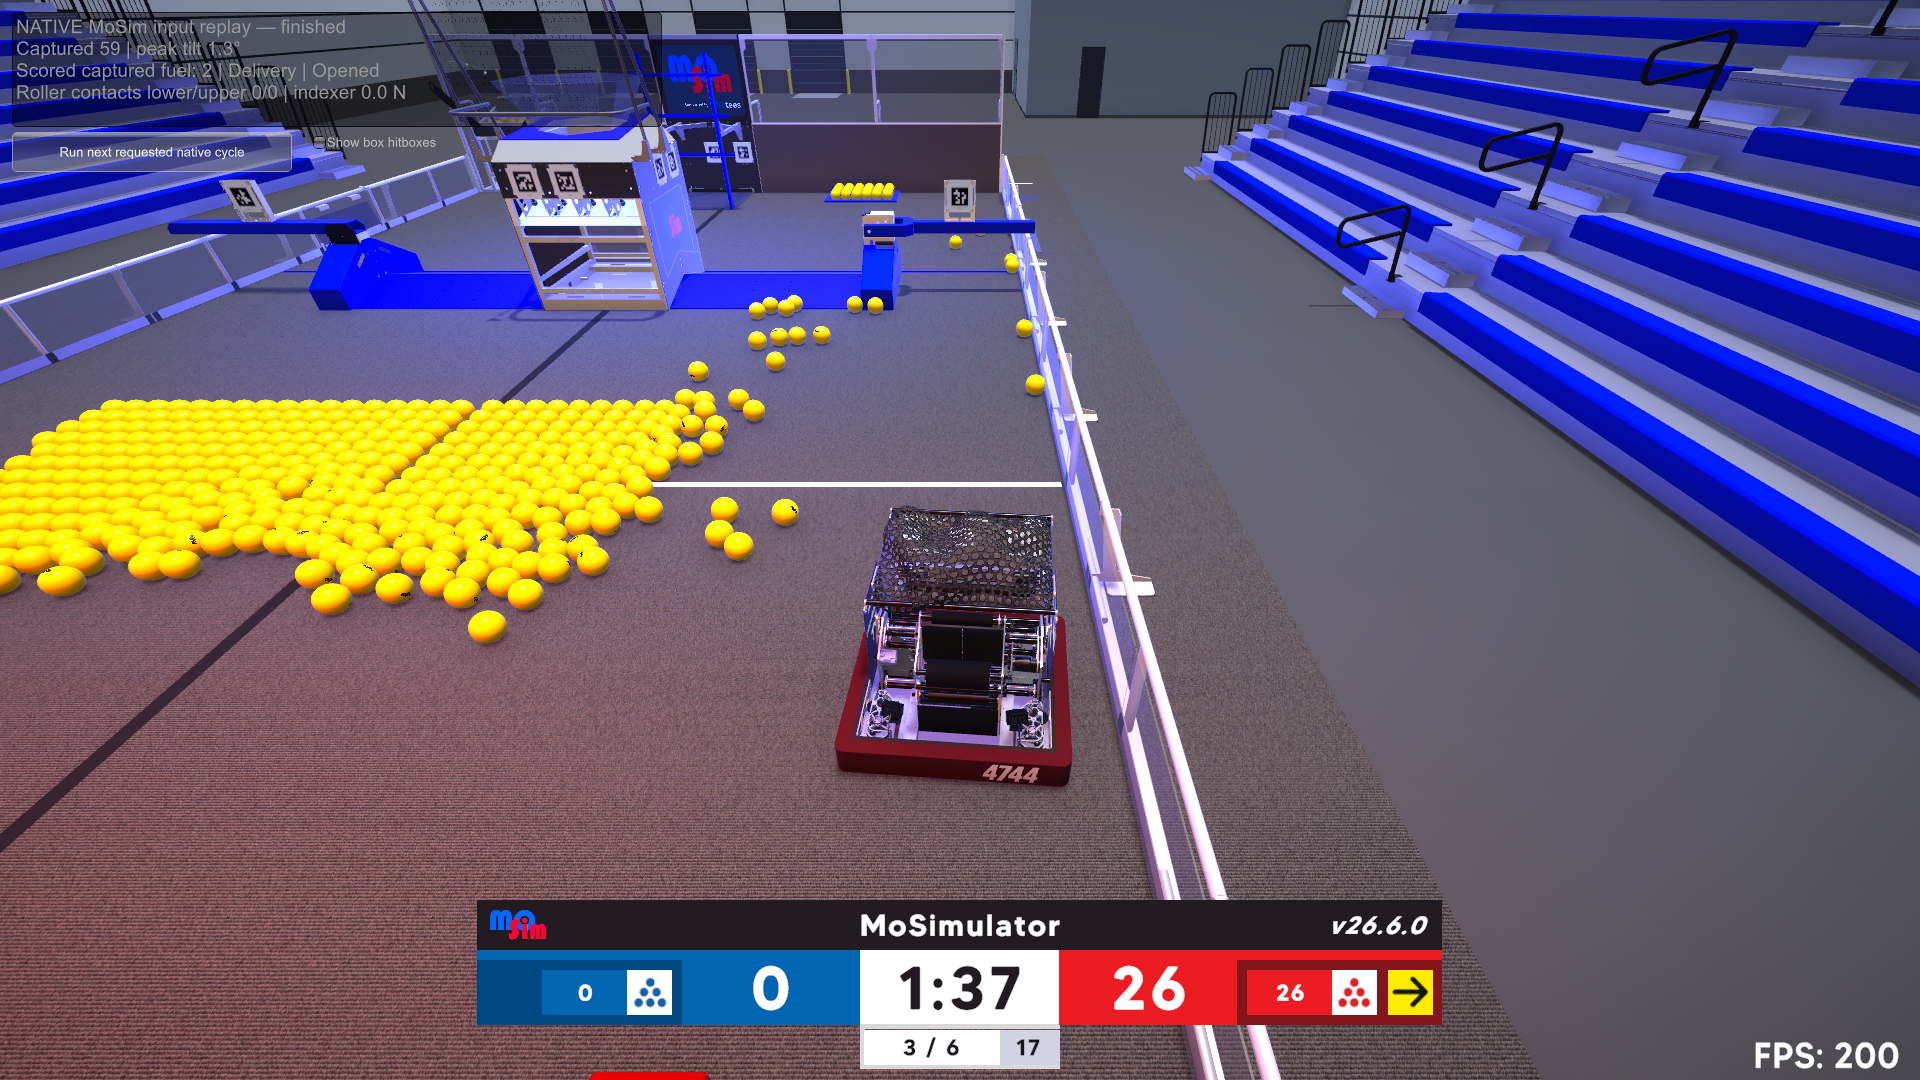 NATIVE MoSim input replay — finished
Captured 59 | peak tilt 1.3°
Scored captured fuel: 2 | Delivery | Opened
Roller contacts lower/upper 0/0 | indexer 0.0 N
Show box hitboxes
Run next requested native cycle
mosim
4744
mosim
MoSimulator
v26.6.0
0
0
1:37
26
26
3 / 6
17
FPS: 200